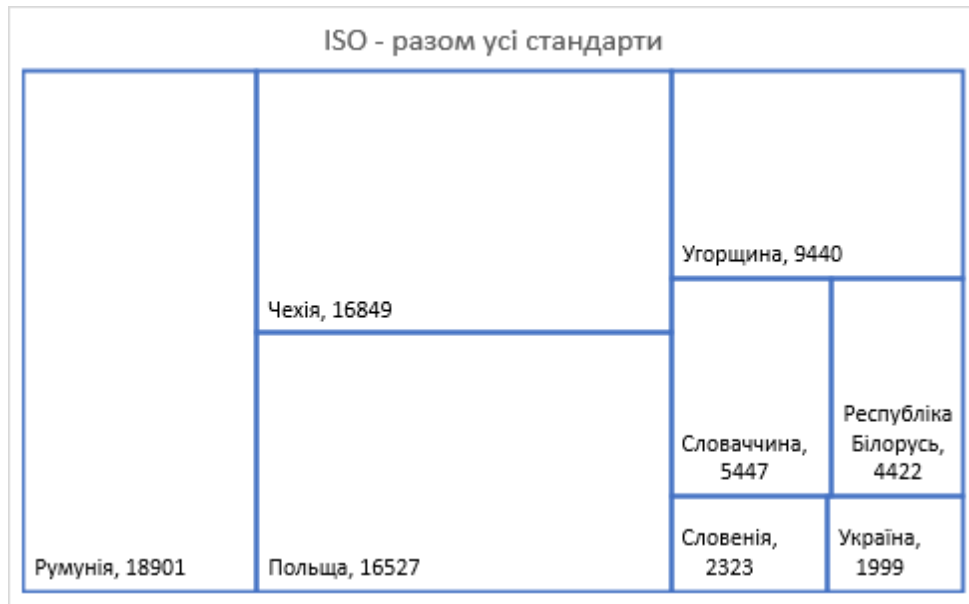 ISO - разом усі стандарти
Румунія, 18901
Чехія, 16849
Польща, 16527
Угорщина, 9440
Словаччина,
5447
Республіка
Білорусь,
4422
Словенія,
2323
Україна,
1999